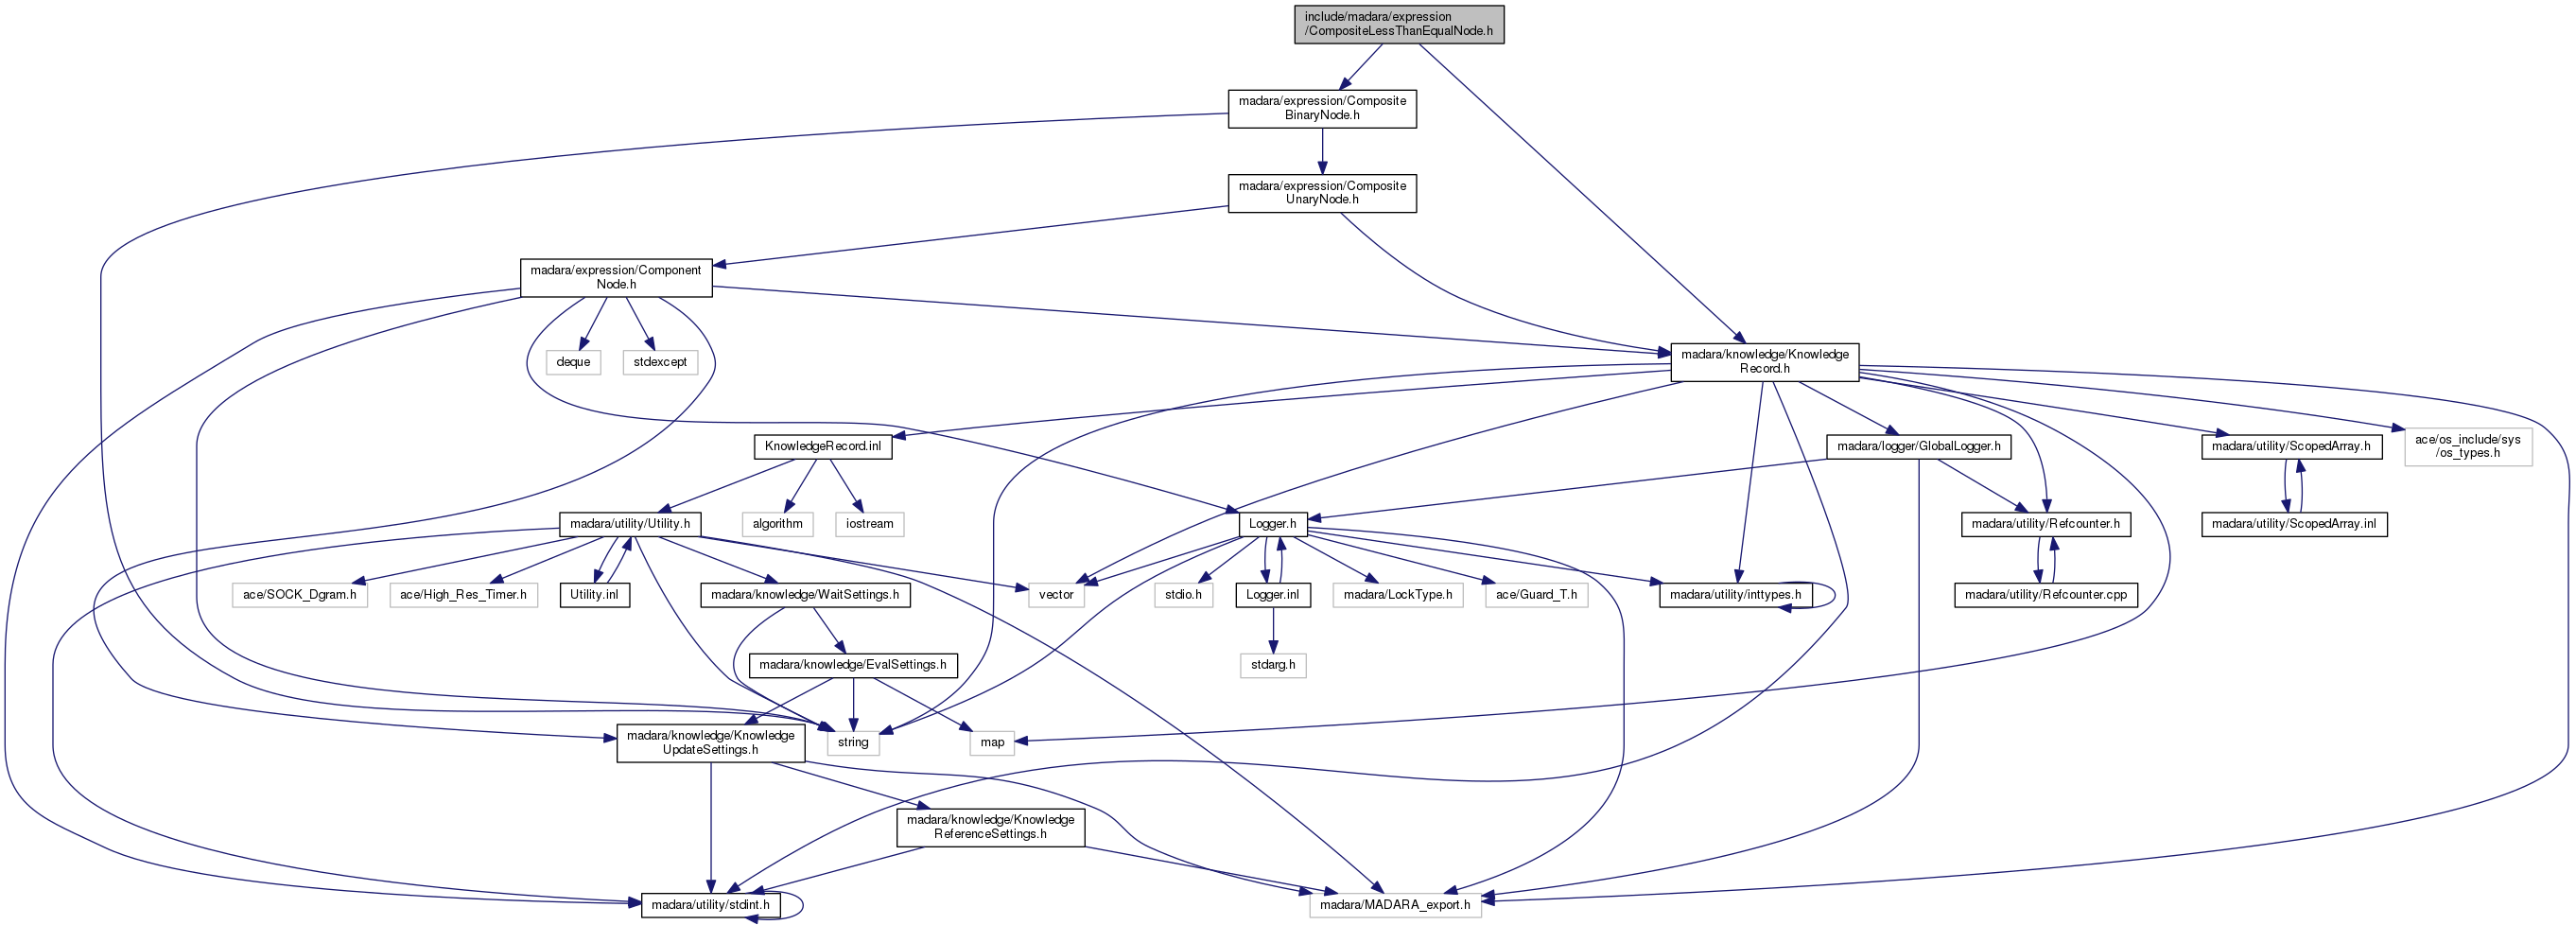 include/madara/expression
/CompositeLessThanEqualNode.h
madara/expression/Composite
BinaryNode.h
madara/expression/Composite
UnaryNode.h
madara/expression/Component
Node.h
deque
stdexcept
madara/knowledge/Knowledge
Record.h
KnowledgeRecord.inl
madara/logger/GlobalLogger.h
madara/utility/ScopedArray.h
ace/os_include/sys
/os_types.h
madara/utility/Utility.h
algorithm
iostream
Logger.h
madara/utility/Refcounter.h
madara/utility/ScopedArray.inl
ace/SOCK_Dgram.h
ace/High_Res_Timer.h
Utility.inl
madara/knowledge/WaitSettings.h
vector
stdio.h
Logger.inl
madara/LockType.h
ace/Guard_T.h
madara/utility/inttypes.h
madara/utility/Refcounter.cpp
madara/knowledge/EvalSettings.h
stdarg.h
madara/knowledge/Knowledge
UpdateSettings.h
string
map
madara/knowledge/Knowledge
ReferenceSettings.h
madara/utility/stdint.h
madara/MADARA_export.h